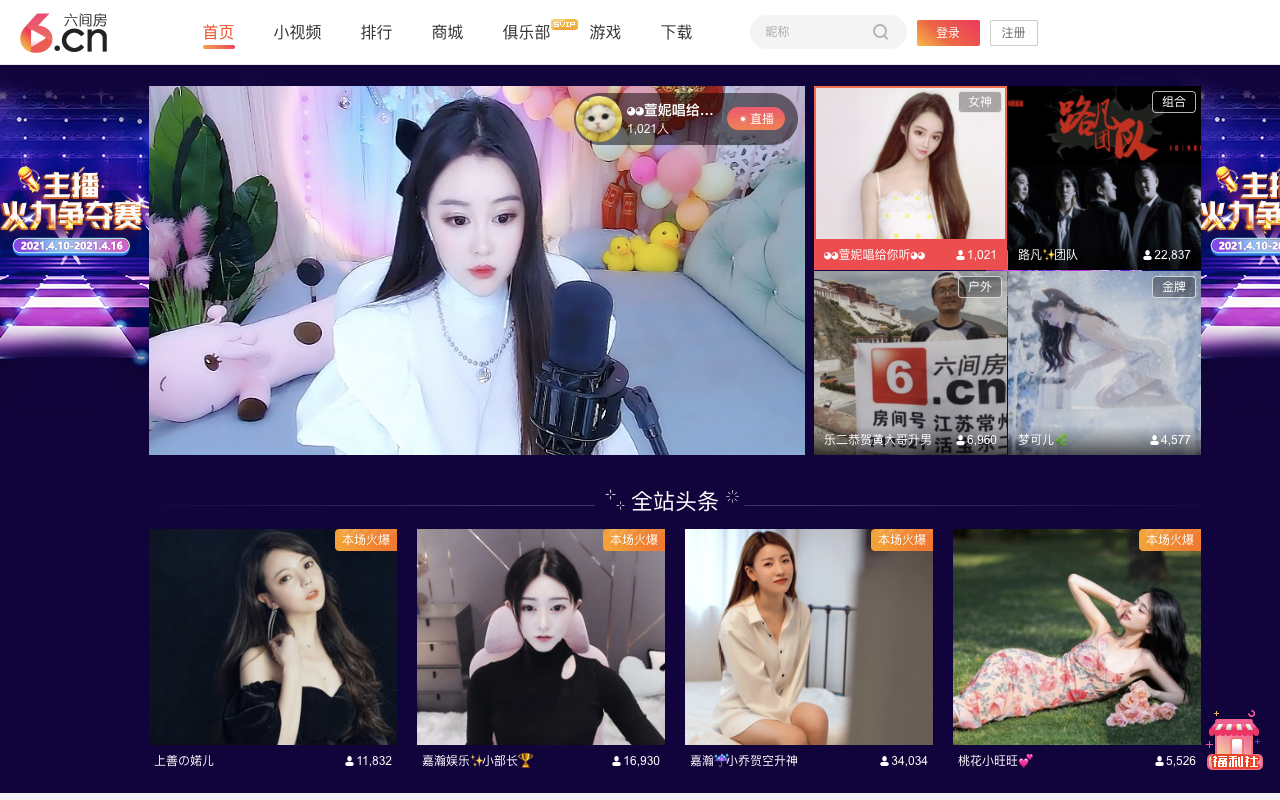 六间房
6.cn
首页
小视频
排行
商城
俱乐部
SVIP
游戏
下载
昵称
登录
注册
主播
火力争夺赛
2021.4.10-2021.4.16
◕◕萱妮唱给…
1,021人
直播
女神
◕◕萱妮唱给你听◕◕
1,021
组合
路凡
团队
路凡✨团队
22,837
户外
6 六间房
.cn
房间号 江苏常州
乐二恭贺黄大哥升男
6,960
金牌
梦可儿🌿
4,577
主播
火力争夺
2021.4.10-20
全站头条
本场火爆
上善の婼儿
11,832
本场火爆
嘉瀚娱乐✨小部长🏆
16,930
本场火爆
嘉瀚☔小乔贺空升神
34,034
本场火爆
桃花小旺旺💕
5,526
福利社